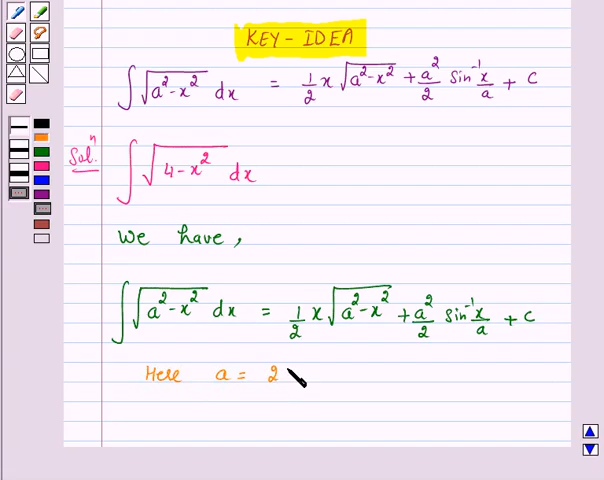 KEY-IDEA
∫√(a²-x²) dx = 1/2 x √(a²-x²) + a²/2 sin⁻¹ x/a + C
Solⁿ. ∫√(4-x²) dx
We have,
∫√(a²-x²) dx = 1/2 x √(a²-x²) + a²/2 sin⁻¹ x/a + C
Here a = 2